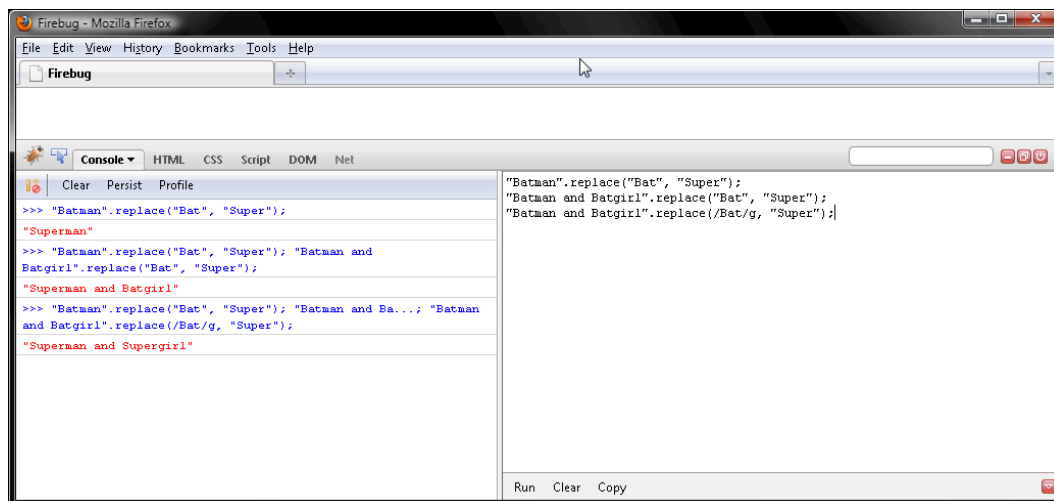 Firebug - Mozilla Firefox
File Edit View History Bookmarks Tools Help
Firebug
Console HTML CSS Script DOM Net
Clear Persist Profile
>>> "Batman".replace("Bat", "Super");
"Superman"
>>> "Batman".replace("Bat", "Super"); "Batman and
Batgirl".replace("Bat", "Super");
"Superman and Batgirl"
>>> "Batman".replace("Bat", "Super"); "Batman and Ba...; "Batman
and Batgirl".replace(/Bat/g, "Super");
"Superman and Supergirl"
"Batman".replace("Bat", "Super");
"Batman and Batgirl".replace("Bat", "Super");
"Batman and Batgirl".replace(/Bat/g, "Super");
Run Clear Copy